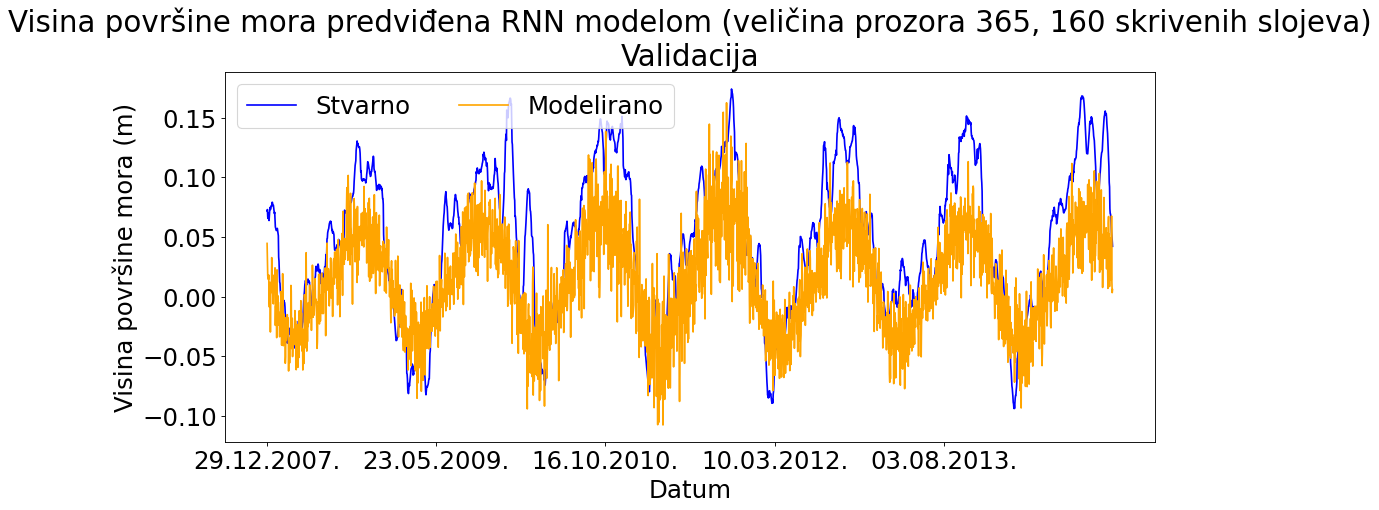 Visina površine mora predviđena RNN modelom (veličina prozora 365, 160 skrivenih slojeva)
Validacija
Stvarno
Modelirano
Visina površine mora (m)
0.15
0.10
0.05
0.00
−0.05
−0.10
29.12.2007.
23.05.2009.
16.10.2010.
10.03.2012.
03.08.2013.
Datum